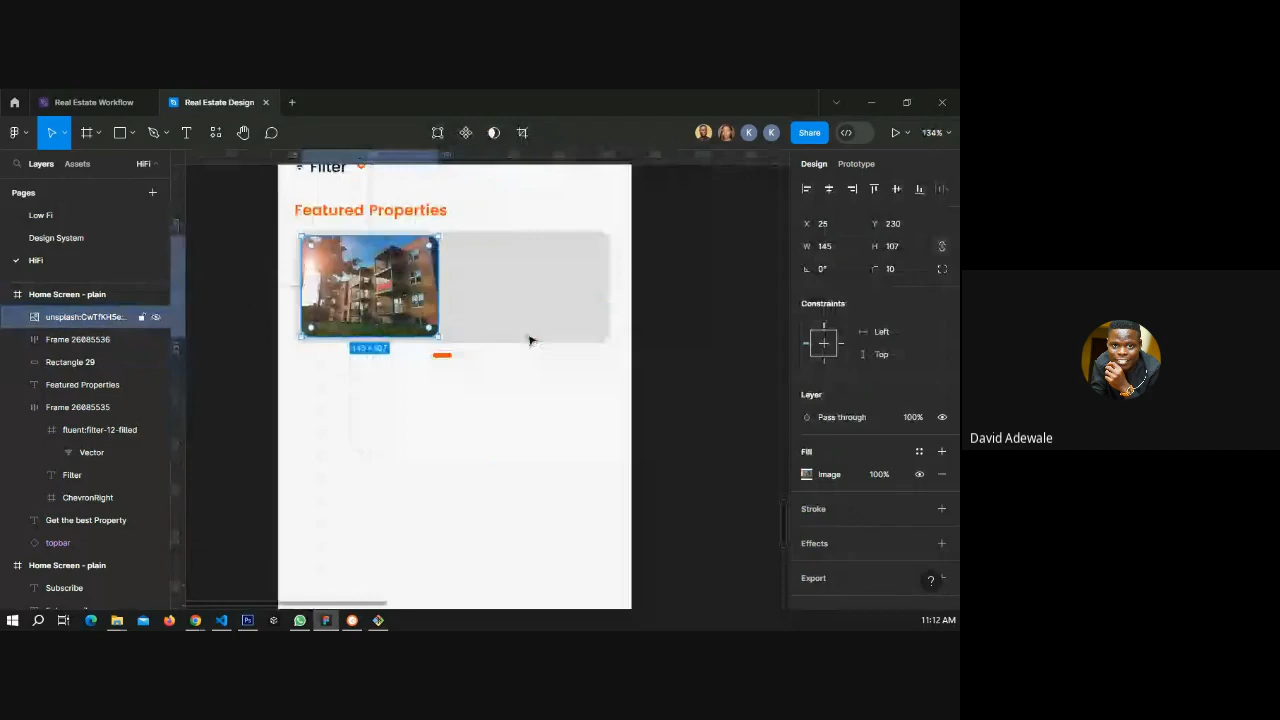 Real Estate Workflow
Real Estate Design
Share
134%
Layers
Assets
HiFi
Pages
Low Fi
Design System
HiFi
Home Screen - plain
unsplash:CwTfKH5e...
Frame 26085536
Rectangle 29
Featured Properties
Frame 26085535
fluent:filter-12-filled
Vector
Filter
ChevronRight
Get the best Property
topbar
Home Screen - plain
Subscribe
Filter
Featured Properties
145 × 107
K
K
Design
Prototype
X 25
Y 230
W 145
H 107
0°
10
Constraints
Left
Top
Layer
Pass through
100%
Fill
Image
100%
Stroke
Effects
Export
?
11:12 AM
David Adewale